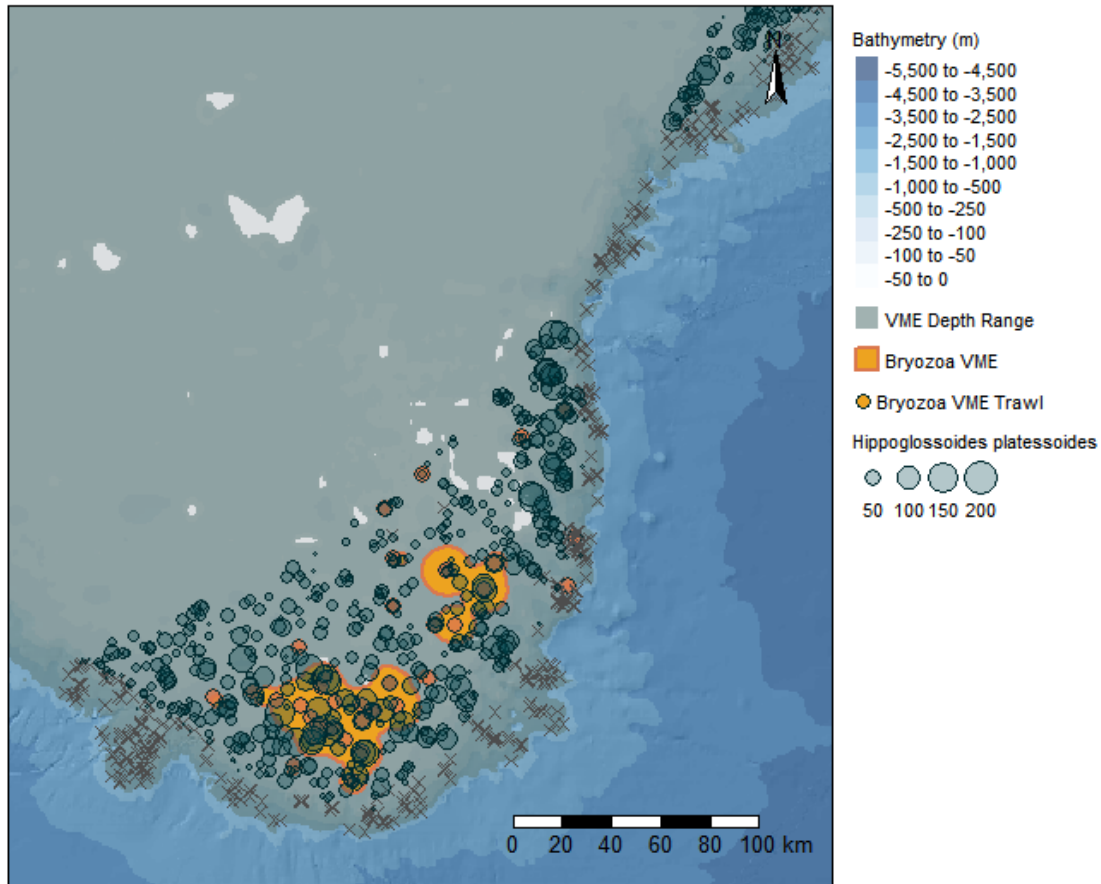 N
0 20 40 60 80 100 km
Bathymetry (m)
-5,500 to -4,500
-4,500 to -3,500
-3,500 to -2,500
-2,500 to -1,500
-1,500 to -1,000
-1,000 to -500
-500 to -250
-250 to -100
-100 to -50
-50 to 0
VME Depth Range
Bryozoa VME
Bryozoa VME Trawl
Hippoglossoides platessoides
50 100 150 200